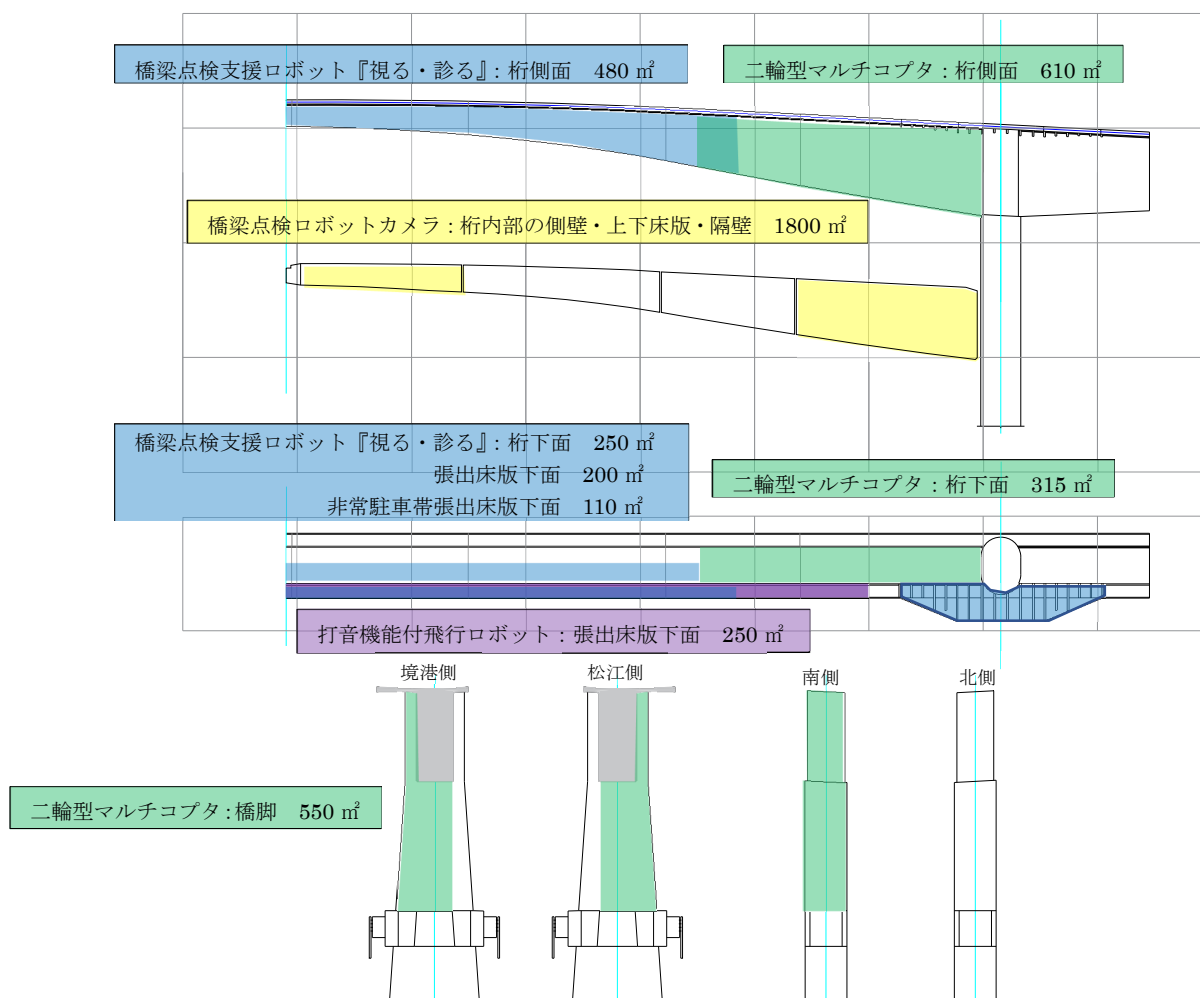 橋梁点検支援ロボット『視る・診る』：桁側面　480 ㎡
二輪型マルチコプタ：桁側面　610 ㎡
橋梁点検ロボットカメラ：桁内部の側壁・上下床版・隔壁　1800 ㎡
橋梁点検支援ロボット『視る・診る』：桁下面　250 ㎡
張出床版下面　200 ㎡
非常駐車帯張出床版下面　110 ㎡
二輪型マルチコプタ：桁下面　315 ㎡
打音機能付飛行ロボット：張出床版下面　250 ㎡
境港側
松江側
南側
北側
二輪型マルチコプタ：橋脚　550 ㎡